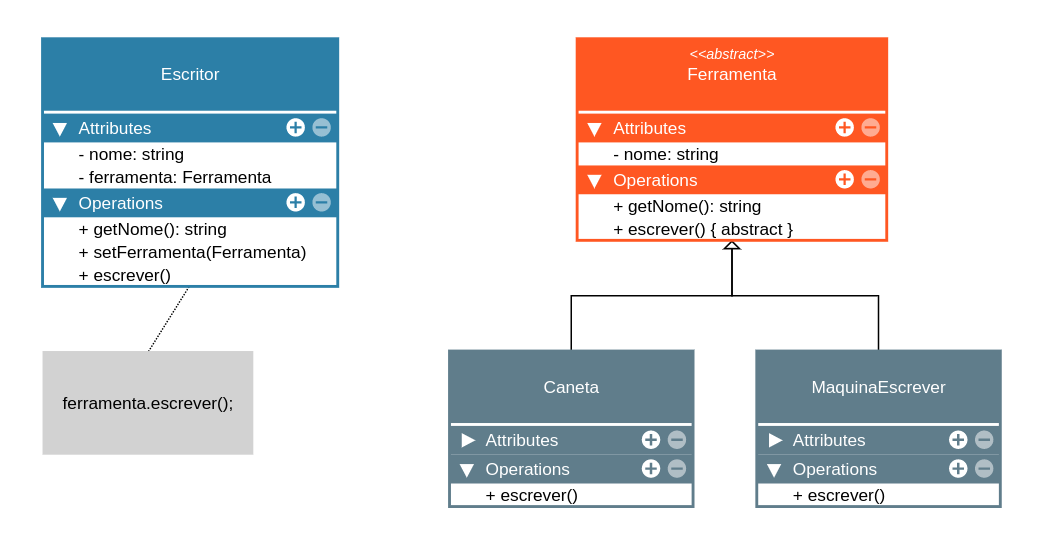 Escritor
Attributes
- nome: string
- ferramenta: Ferramenta
Operations
+ getNome(): string
+ setFerramenta(Ferramenta)
+ escrever()
ferramenta.escrever();
<<abstract>>
Ferramenta
Attributes
- nome: string
Operations
+ getNome(): string
+ escrever() { abstract }
Caneta
Attributes
Operations
+ escrever()
MaquinaEscrever
Attributes
Operations
+ escrever()